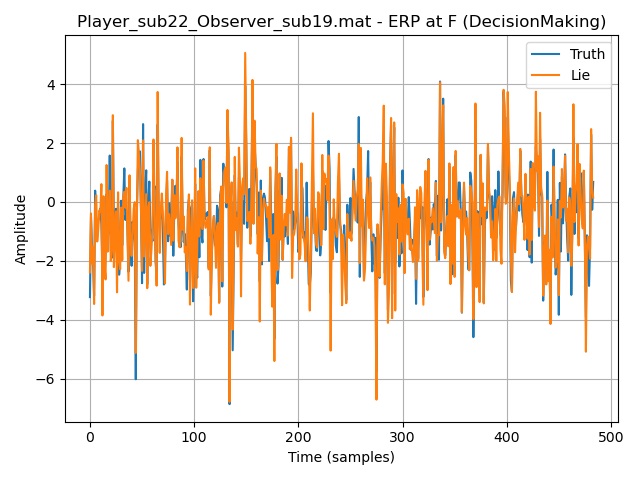 Player_sub22_Observer_sub19.mat - ERP at F (DecisionMaking)
Truth
Lie
Amplitude
4
2
0
−2
−4
−6
0 100 200 300 400 500
Time (samples)